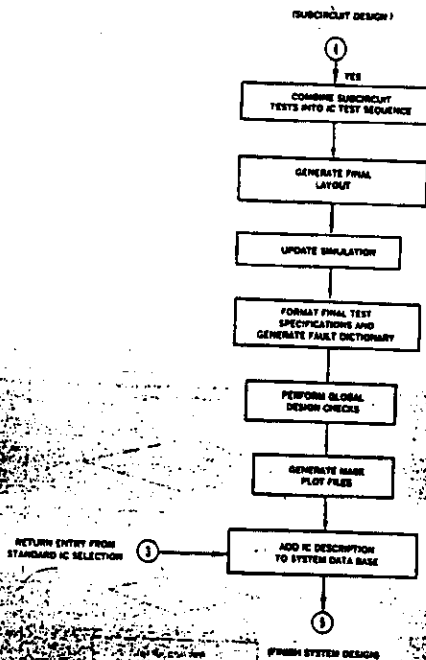 (SUBCIRCUIT DESIGN)
4
YES
COMBINE SUBCIRCUIT
TESTS INTO IC TEST SEQUENCE
GENERATE FINAL
LAYOUT
UPDATE SIMULATION
FORMAT FINAL TEST
SPECIFICATIONS AND
GENERATE FAULT DICTIONARY
PERFORM GLOBAL
DESIGN CHECKS
GENERATE MASK
PLOT FILES
RETURN ENTRY FROM
STANDARD IC SELECTION
3
ADD IC DESCRIPTION
TO SYSTEM DATA BASE
5
(FINISH SYSTEM DESIGN)